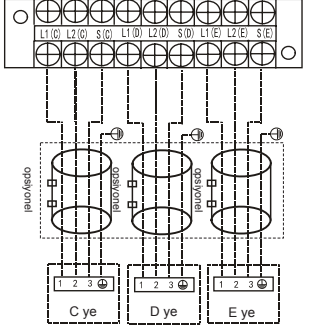 L1(C) L2(C) S(C) L1(D) L2(D) S(D) L1(E) L2(E) S(E)
opsiyonel opsiyonel opsiyonel
1 2 3 1 2 3 1 2 3
C ye D ye E ye